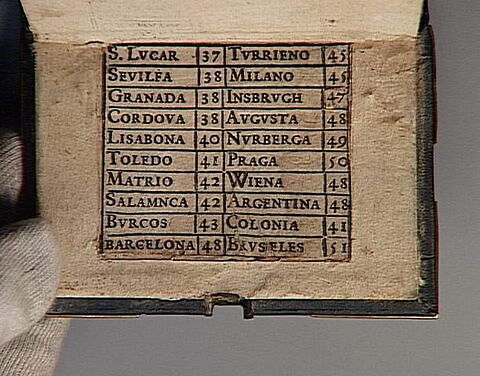 S. LVCAR 37 TVRRIENO 45
SEVILEA 38 MILANO 45
GRANADA 38 INSBRVGH 47
CORDOVA 38 AVGVSTA 48
LISABONA 40 NVRBERGA 49
TOLEDO 41 PRAGA 50
MATRIO 42 WIENA 48
SALAMNCA 42 ARGENTINA 48
BVRCOS 43 COLONIA 41
BARCELONA 48 BRVSELES 51